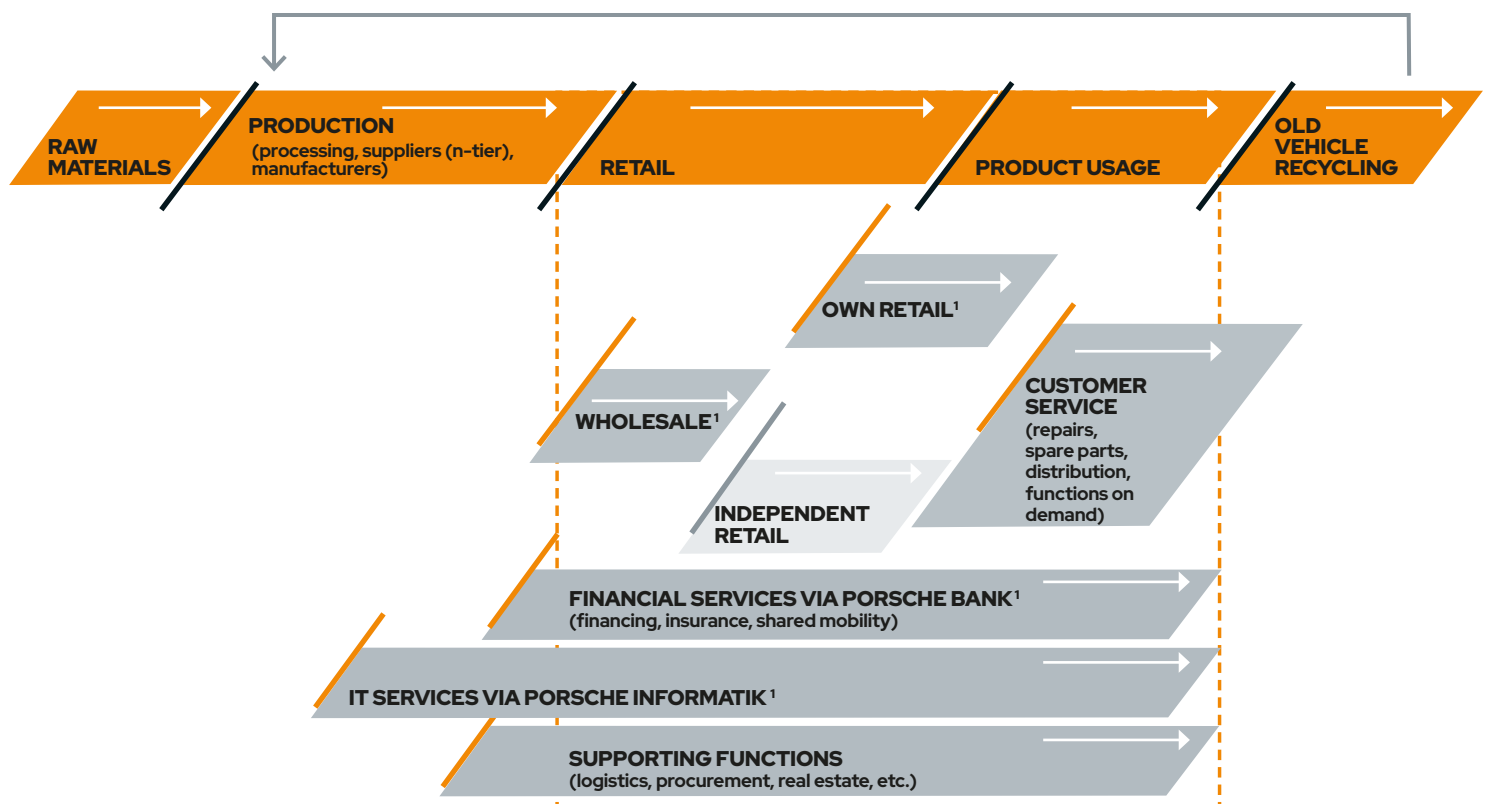 RAW
MATERIALS
PRODUCTION
(processing, suppliers (n-tier),
manufacturers)
RETAIL
PRODUCT USAGE
OLD
VEHICLE
RECYCLING
OWN RETAIL¹
WHOLESALE¹
CUSTOMER
SERVICE
(repairs,
spare parts,
distribution,
functions on
demand)
INDEPENDENT
RETAIL
FINANCIAL SERVICES VIA PORSCHE BANK¹
(financing, insurance, shared mobility)
IT SERVICES VIA PORSCHE INFORMATIK¹
SUPPORTING FUNCTIONS
(logistics, procurement, real estate, etc.)